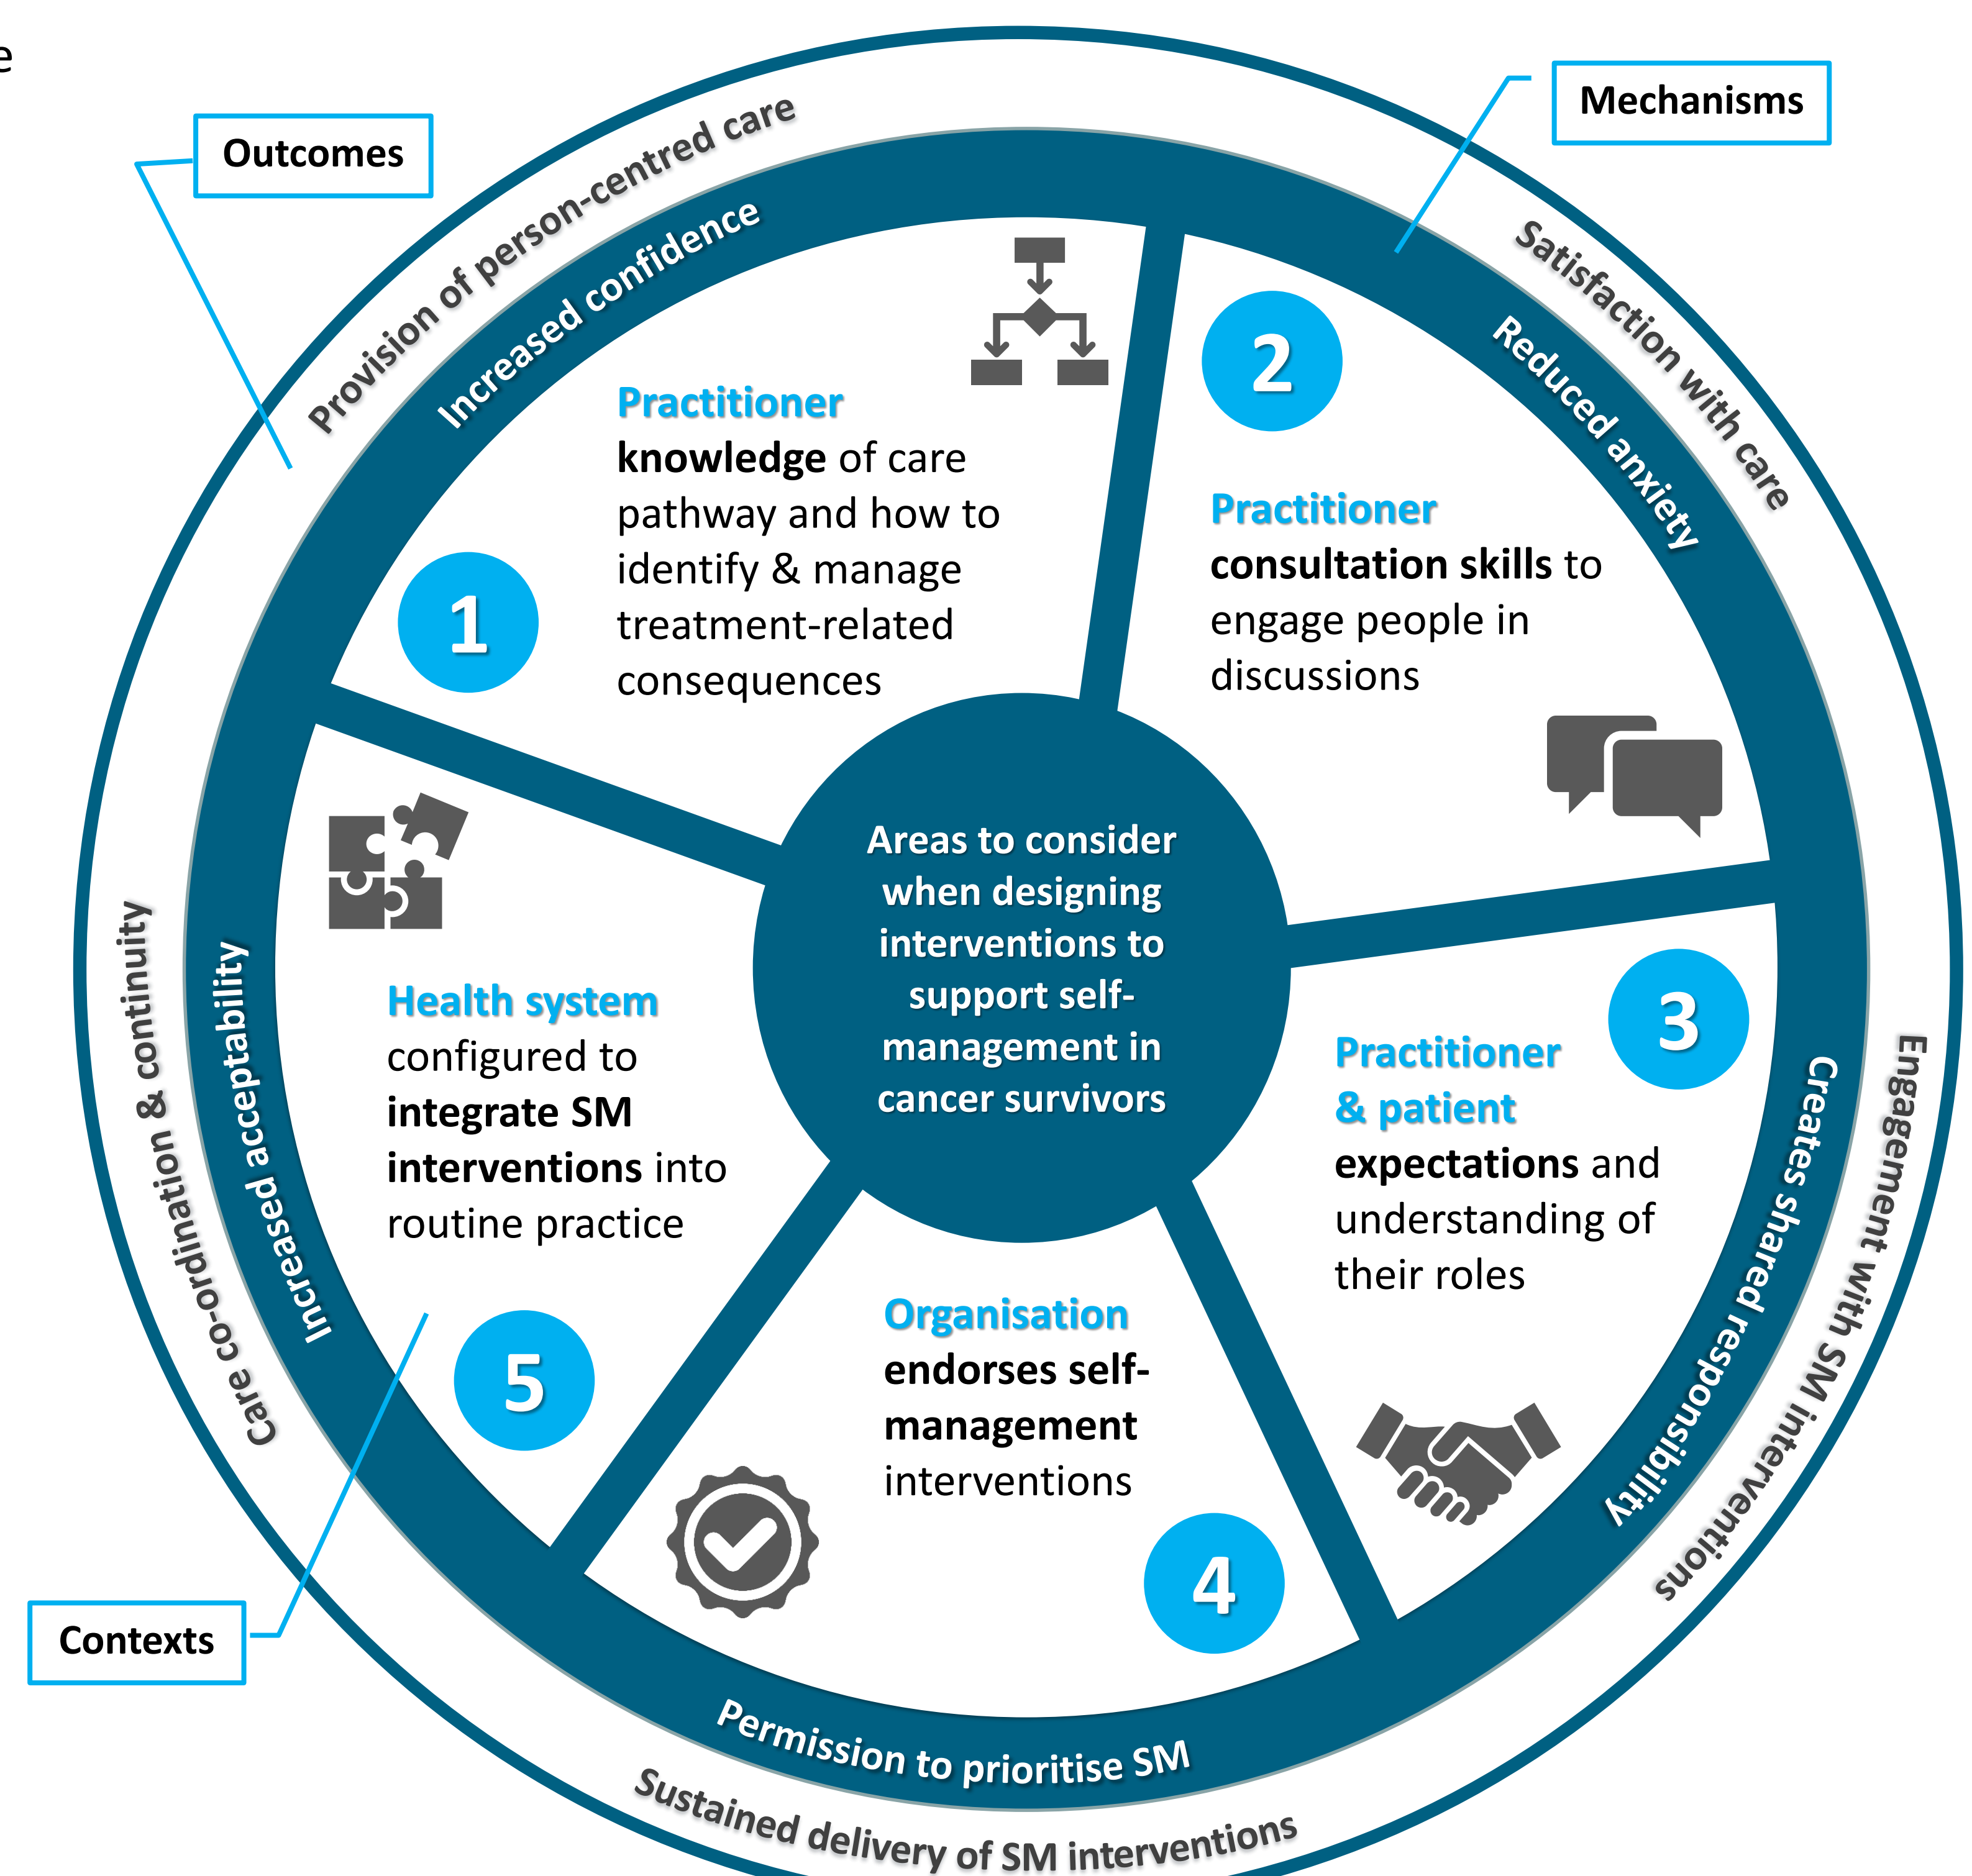 e
Outcomes
Mechanisms
Provision of person-centred care
Satisfaction with care
Increased confidence
Reduced anxiety
1
Practitioner
knowledge of care
pathway and how to
identify & manage
treatment-related
consequences
2
Practitioner
consultation skills to
engage people in
discussions
Areas to consider
when designing
interventions to
support self-
management in
cancer survivors
3
Practitioner
& patient
expectations and
understanding of
their roles
Creates shared responsibility
Engagement with SM interventions
Organisation
endorses self-
management
interventions
4
Permission to prioritise SM
Sustained delivery of SM interventions
Health system
configured to
integrate SM
interventions into
routine practice
5
Increased acceptability
Care co-ordination & continuity
Contexts